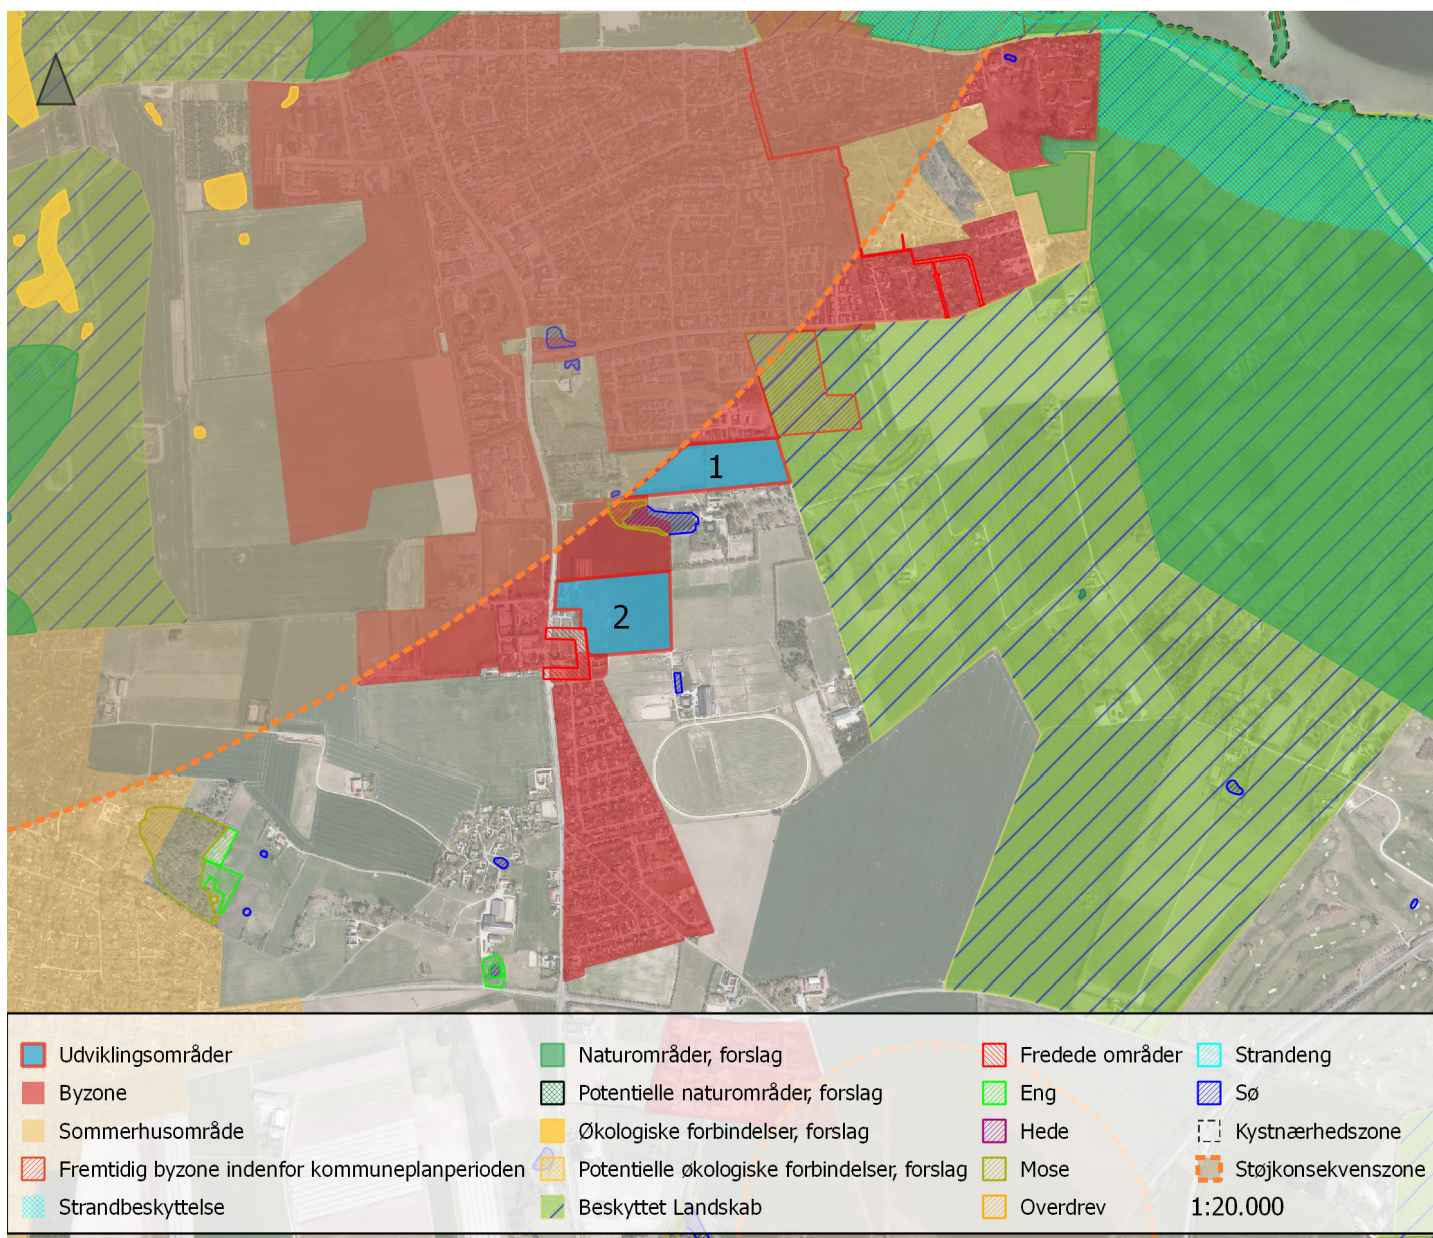 1
2
Udviklingsområder
Byzone
Sommerhusområde
Fremtidig byzone indenfor kommuneplanperioden
Strandbeskyttelse
Naturområder, forslag
Potentielle naturområder, forslag
Økologiske forbindelser, forslag
Potentielle økologiske forbindelser, forslag
Beskyttet Landskab
Fredede områder
Eng
Hede
Mose
Overdrev
Strandeng
Sø
Kystnærhedszone
Støjkonsekvenszone
1:20.000